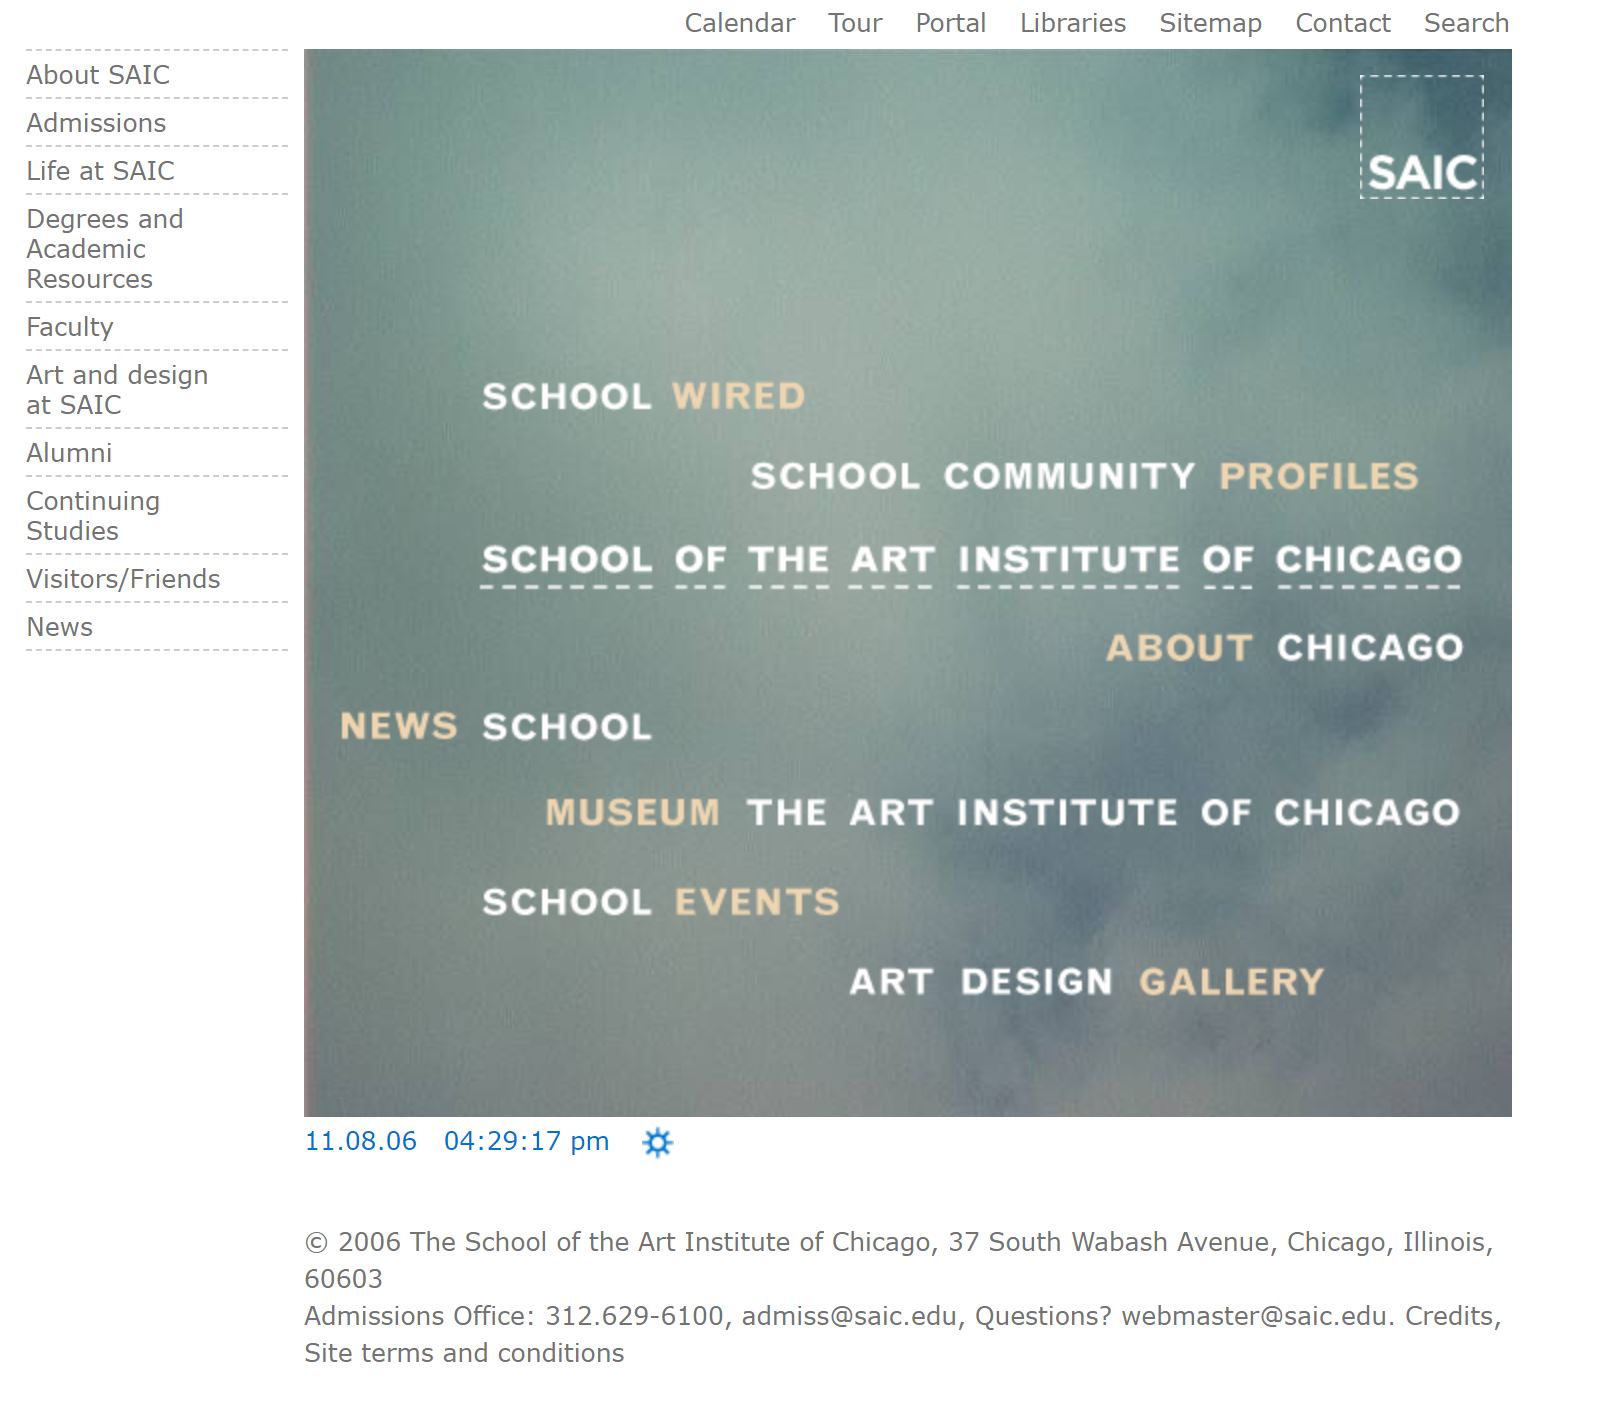 Calendar Tour Portal Libraries Sitemap Contact Search
About SAIC
Admissions
Life at SAIC
Degrees and
Academic
Resources
Faculty
Art and design
at SAIC
Alumni
Continuing
Studies
Visitors/Friends
News
SAIC
SCHOOL WIRED
SCHOOL COMMUNITY PROFILES
SCHOOL OF THE ART INSTITUTE OF CHICAGO
ABOUT CHICAGO
NEWS SCHOOL
MUSEUM THE ART INSTITUTE OF CHICAGO
SCHOOL EVENTS
ART DESIGN GALLERY
11.08.06 04:29:17 pm
© 2006 The School of the Art Institute of Chicago, 37 South Wabash Avenue, Chicago, Illinois,
60603
Admissions Office: 312.629-6100, admiss@saic.edu, Questions? webmaster@saic.edu. Credits,
Site terms and conditions